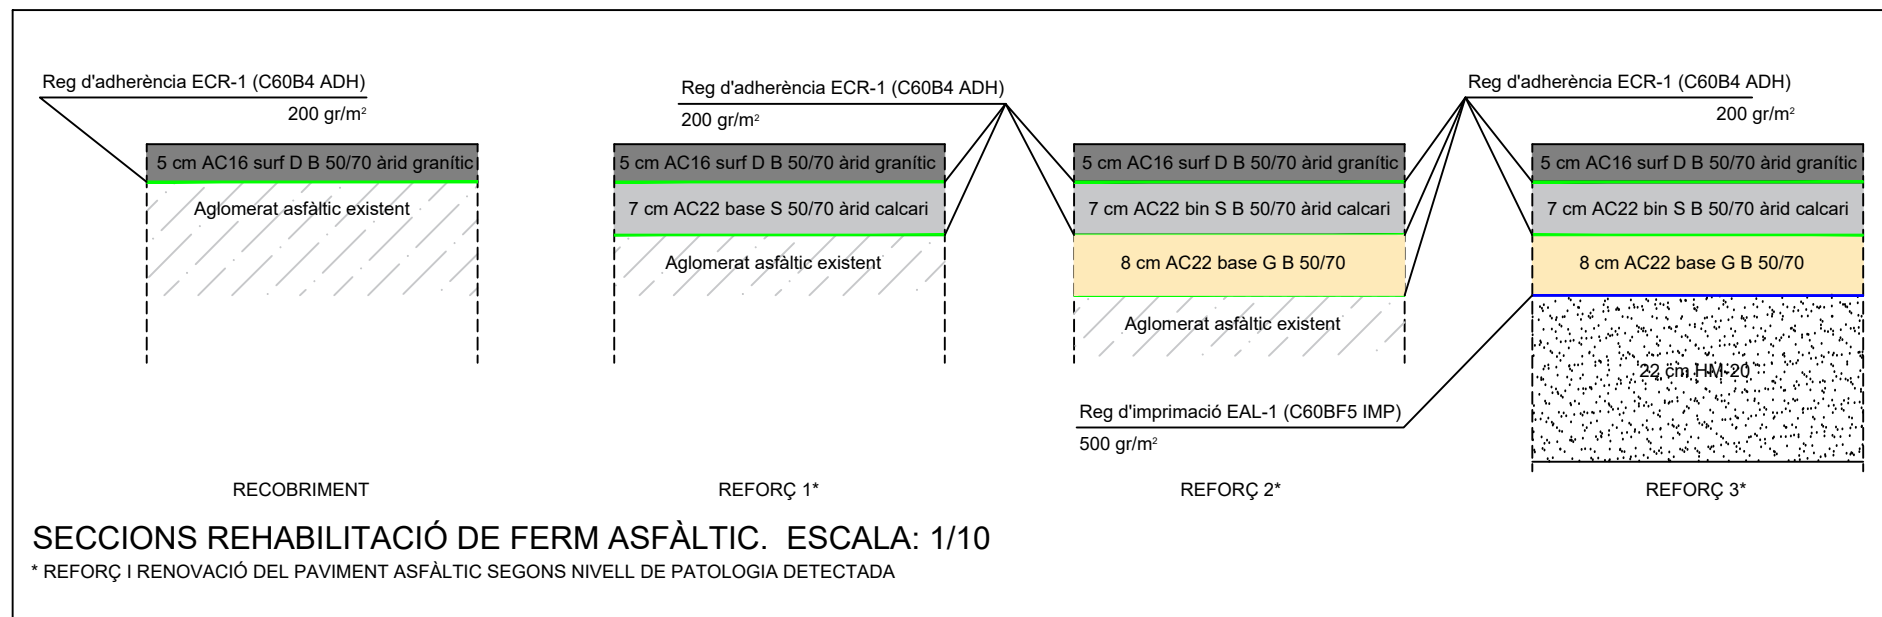 Reg d'adherència ECR-1 (C60B4 ADH)
200 gr/m²
5 cm AC16 surf D B 50/70 àrid granític
Aglomerat asfàltic existent
RECOBRIMENT
Reg d'adherència ECR-1 (C60B4 ADH)
200 gr/m²
5 cm AC16 surf D B 50/70 àrid granític
7 cm AC22 base S 50/70 àrid calcari
Aglomerat asfàltic existent
REFORÇ 1*
5 cm AC16 surf D B 50/70 àrid granític
7 cm AC22 bin S B 50/70 àrid calcari
8 cm AC22 base G B 50/70
Aglomerat asfàltic existent
REFORÇ 2*
Reg d'adherència ECR-1 (C60B4 ADH)
200 gr/m²
5 cm AC16 surf D B 50/70 àrid granític
7 cm AC22 bin S B 50/70 àrid calcari
8 cm AC22 base G B 50/70
22 cm HM-20
Reg d'imprimació EAL-1 (C60BF5 IMP)
500 gr/m²
REFORÇ 3*
SECCIONS REHABILITACIÓ DE FERM ASFÀLTIC. ESCALA: 1/10
* REFORÇ I RENOVACIÓ DEL PAVIMENT ASFÀLTIC SEGONS NIVELL DE PATOLOGIA DETECTADA